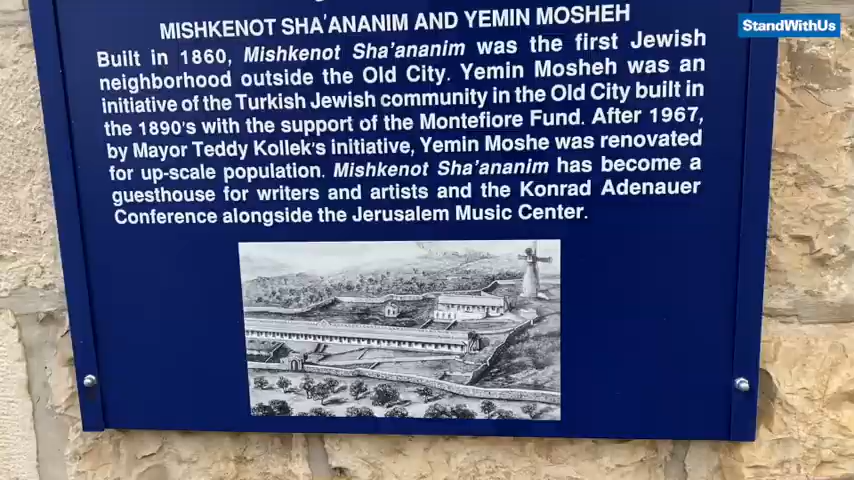 StandWithUs
MISHKENOT SHA'ANANIM AND YEMIN MOSHEH
Built in 1860, Mishkenot Sha'ananim was the first Jewish
neighborhood outside the Old City. Yemin Mosheh was an
initiative of the Turkish Jewish community in the Old City built in
the 1890's with the support of the Montefiore Fund. After 1967,
by Mayor Teddy Kollek's initiative, Yemin Moshe was renovated
for up-scale population. Mishkenot Sha'ananim has become a
guesthouse for writers and artists and the Konrad Adenauer
Conference alongside the Jerusalem Music Center.